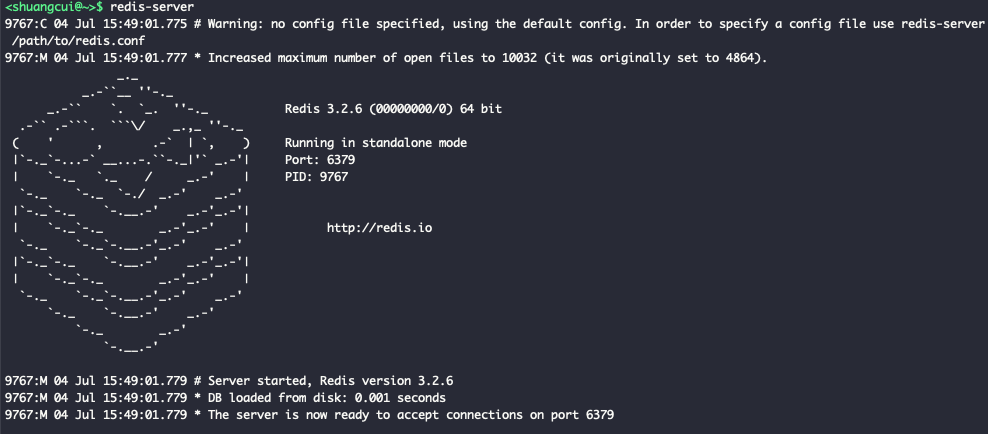 <shuangcui@~>$ redis-server
9767:C 04 Jul 15:49:01.775 # Warning: no config file specified, using the default config. In order to specify a config file use redis-server
/path/to/redis.conf
9767:M 04 Jul 15:49:01.777 * Increased maximum number of open files to 10032 (it was originally set to 4864).
Redis 3.2.6 (00000000/0) 64 bit
Running in standalone mode
Port: 6379
PID: 9767
http://redis.io
9767:M 04 Jul 15:49:01.779 # Server started, Redis version 3.2.6
9767:M 04 Jul 15:49:01.779 * DB loaded from disk: 0.001 seconds
9767:M 04 Jul 15:49:01.779 * The server is now ready to accept connections on port 6379